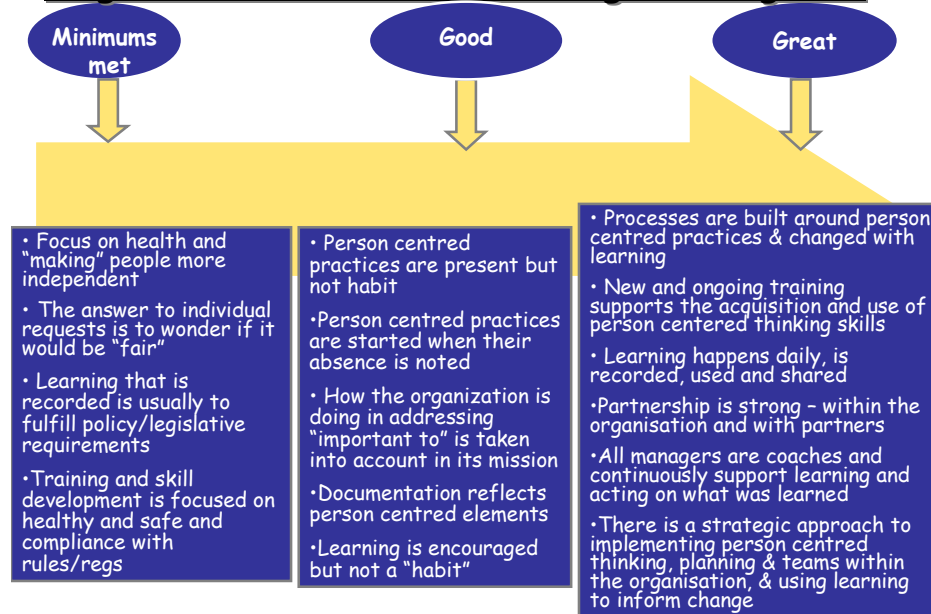 Minimums
met
Good
Great
• Focus on health and
“making” people more
independent
• The answer to individual
requests is to wonder if it
would be “fair”
• Learning that is
recorded is usually to
fulfill policy/legislative
requirements
•Training and skill
development is focused on
healthy and safe and
compliance with
rules/regs
• Person centred
practices are present but
not habit
•Person centred practices
are started when their
absence is noted
• How the organization is
doing in addressing
“important to” is taken
into account in its mission
•Documentation reflects
person centred elements
•Learning is encouraged
but not a “habit”
• Processes are built around person
centred practices & changed with
learning
• New and ongoing training
supports the acquisition and use of
person centered thinking skills
• Learning happens daily, is
recorded, used and shared
•Partnership is strong – within the
organisation and with partners
•All managers are coaches and
continuously support learning and
acting on what was learned
•There is a strategic approach to
implementing person centred
thinking, planning & teams within
the organisation, & using learning
to inform change